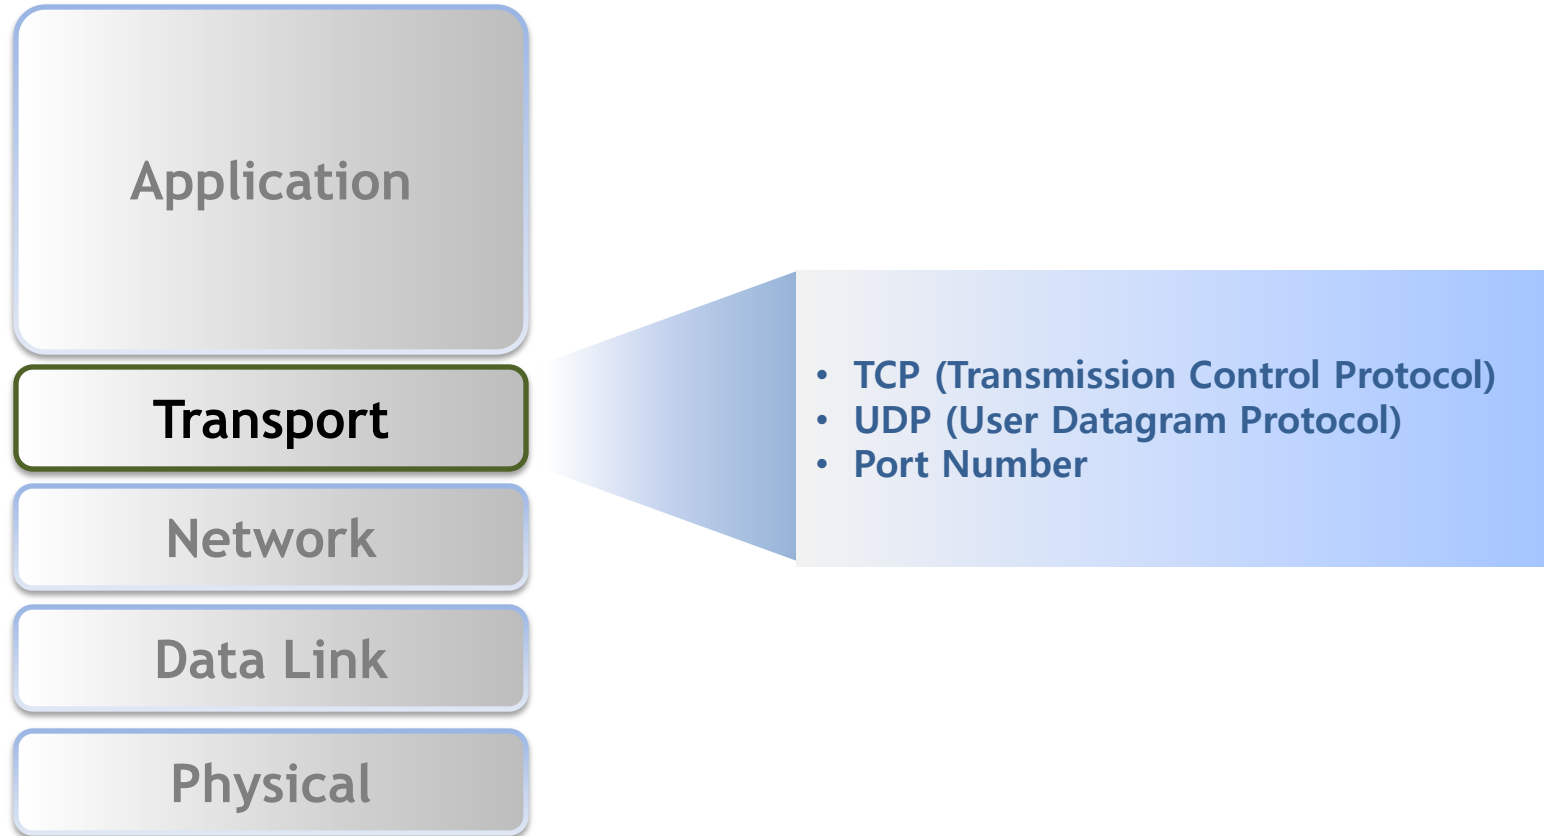 Application
Transport
Network
Data Link
Physical
• TCP (Transmission Control Protocol)
• UDP (User Datagram Protocol)
• Port Number